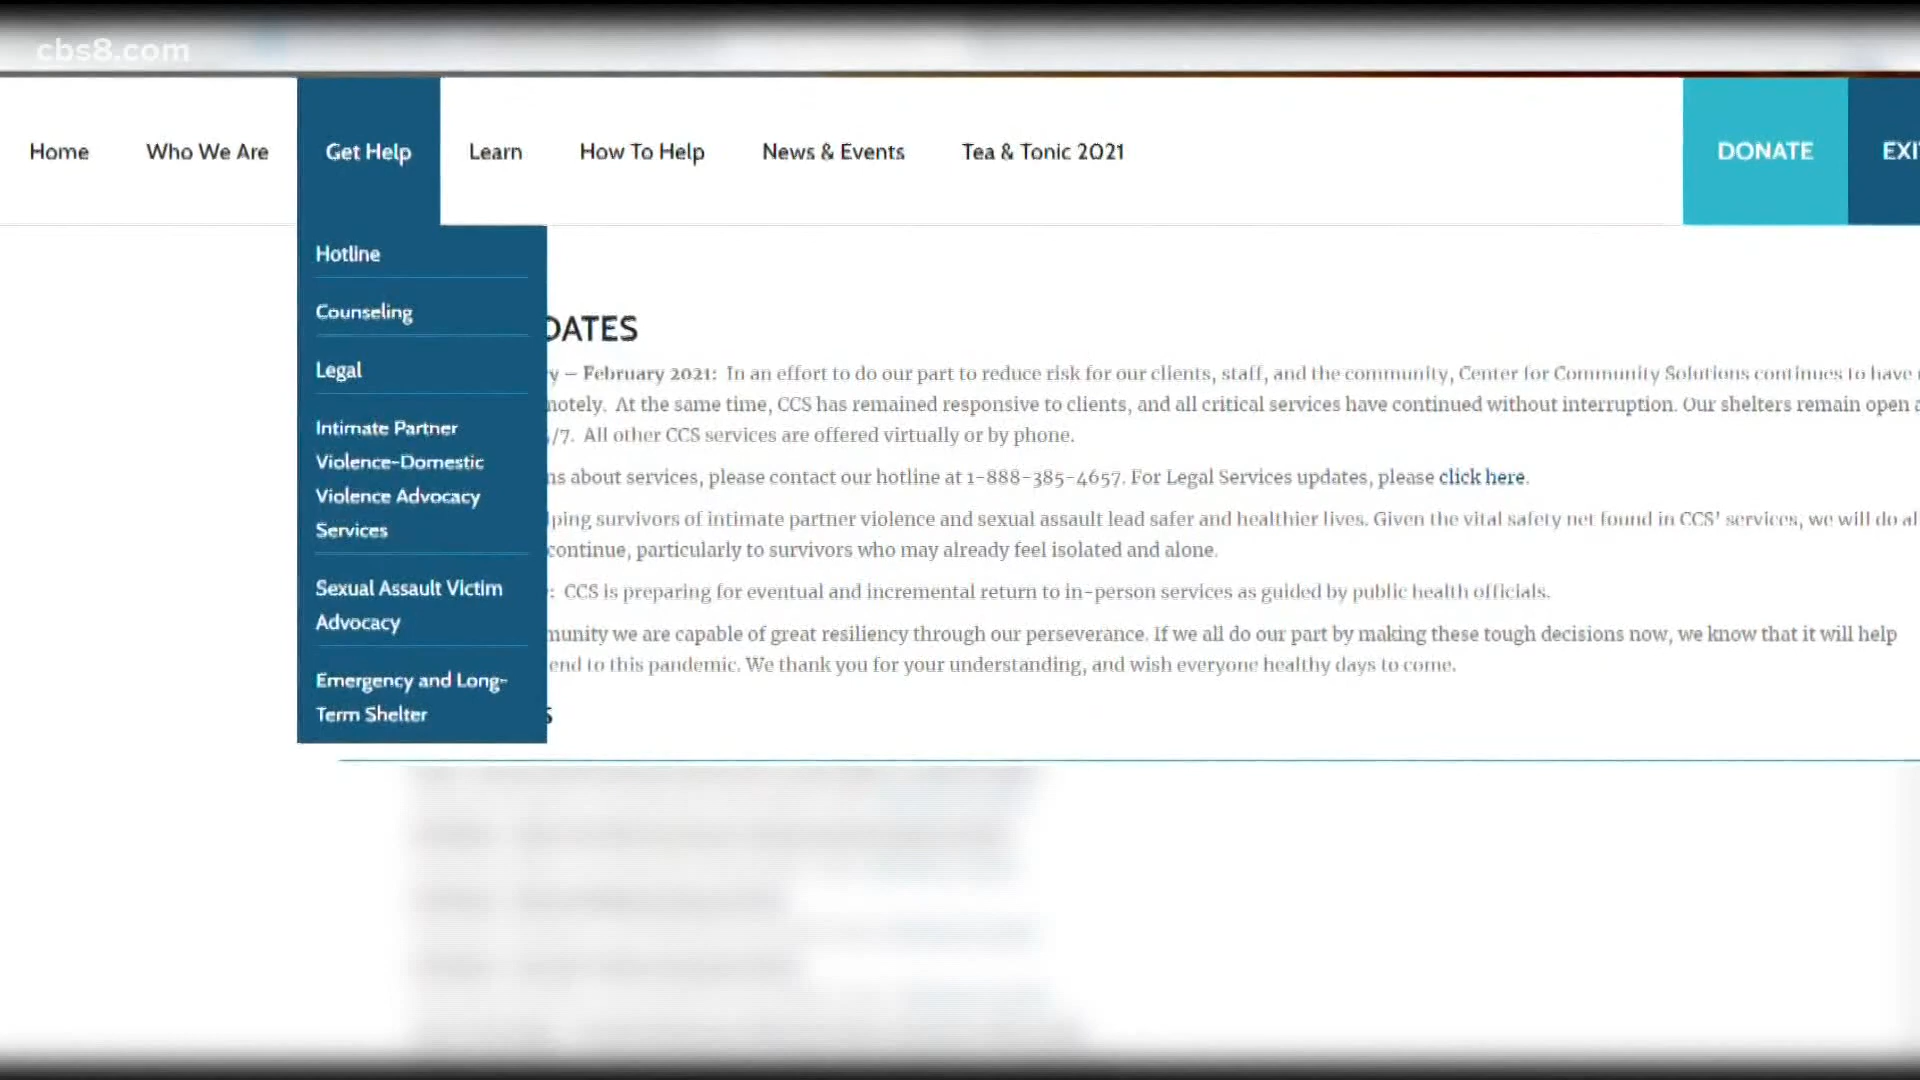 cbs8.com
Home Who We Are Get Help Learn How To Help News & Events Tea & Tonic 2021 DONATE
Hotline
Counseling
Legal
Intimate Partner
Violence-Domestic
Violence Advocacy
Services
Sexual Assault Victim
Advocacy
Emergency and Long-
Term Shelter
DATES
y – February 2021: In an effort to do our part to reduce risk for our clients, staff, and the community, Center for Community Solutions continues to have
motely. At the same time, CCS has remained responsive to clients, and all critical services have continued without interruption. Our shelters remain open
/7. All other CCS services are offered virtually or by phone.
ns about services, please contact our hotline at 1-888-385-4657. For Legal Services updates, please click here.
lping survivors of intimate partner violence and sexual assault lead safer and healthier lives. Given the vital safety net found in CCS' services, we will do al
continue, particularly to survivors who may already feel isolated and alone.
: CCS is preparing for eventual and incremental return to in-person services as guided by public health officials.
munity we are capable of great resiliency through our perseverance. If we all do our part by making these tough decisions now, we know that it will help
end to this pandemic. We thank you for your understanding, and wish everyone healthy days to come.